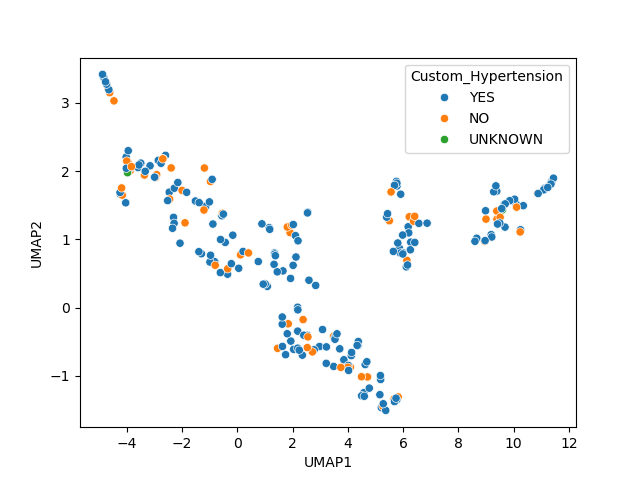 Custom_Hypertension
YES
NO
UNKNOWN
3
2
1
0
−1
UMAP2
−4 −2 0 2 4 6 8 10 12
UMAP1